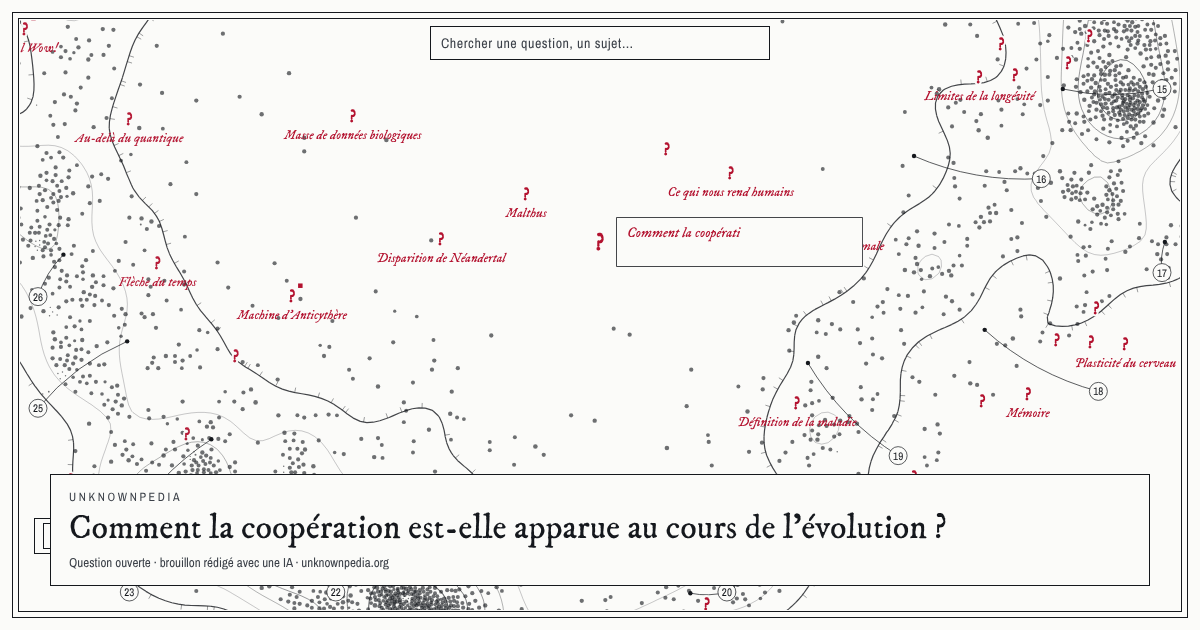 Chercher une question, un sujet...
Wow!
Limites de la longévité
15
Au-delà du quantique
Masse de données biologiques
16
Ce qui nous rend humains
Malthus
Comment la coopérati
Disparition de Néandertal
17
Flèche du temps
26
Machine d'Anticythère
Plasticité du cerveau
18
25
Mémoire
Définition de la maladie
19
UNKNOWNPEDIA
Comment la coopération est-elle apparue au cours de l'évolution ?
Question ouverte · brouillon rédigé avec une IA · unknownpedia.org
23
22
20